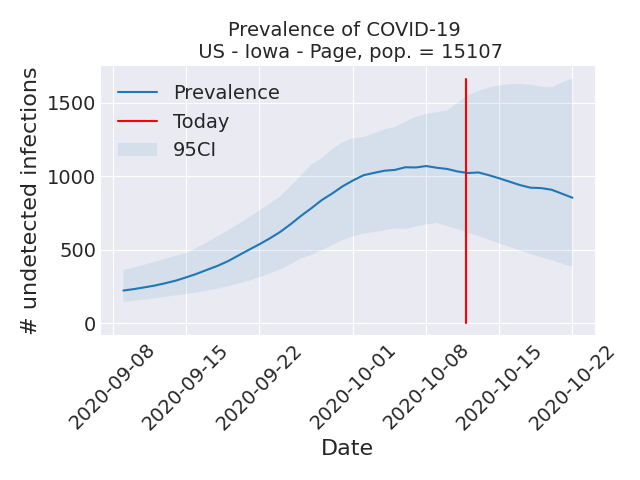 Prevalence of COVID-19
US - Iowa - Page, pop. = 15107
# undetected infections
1500
1000
500
0
Prevalence
Today
95CI
2020-09-08
2020-09-15
2020-09-22
2020-10-01
2020-10-08
2020-10-15
2020-10-22
Date